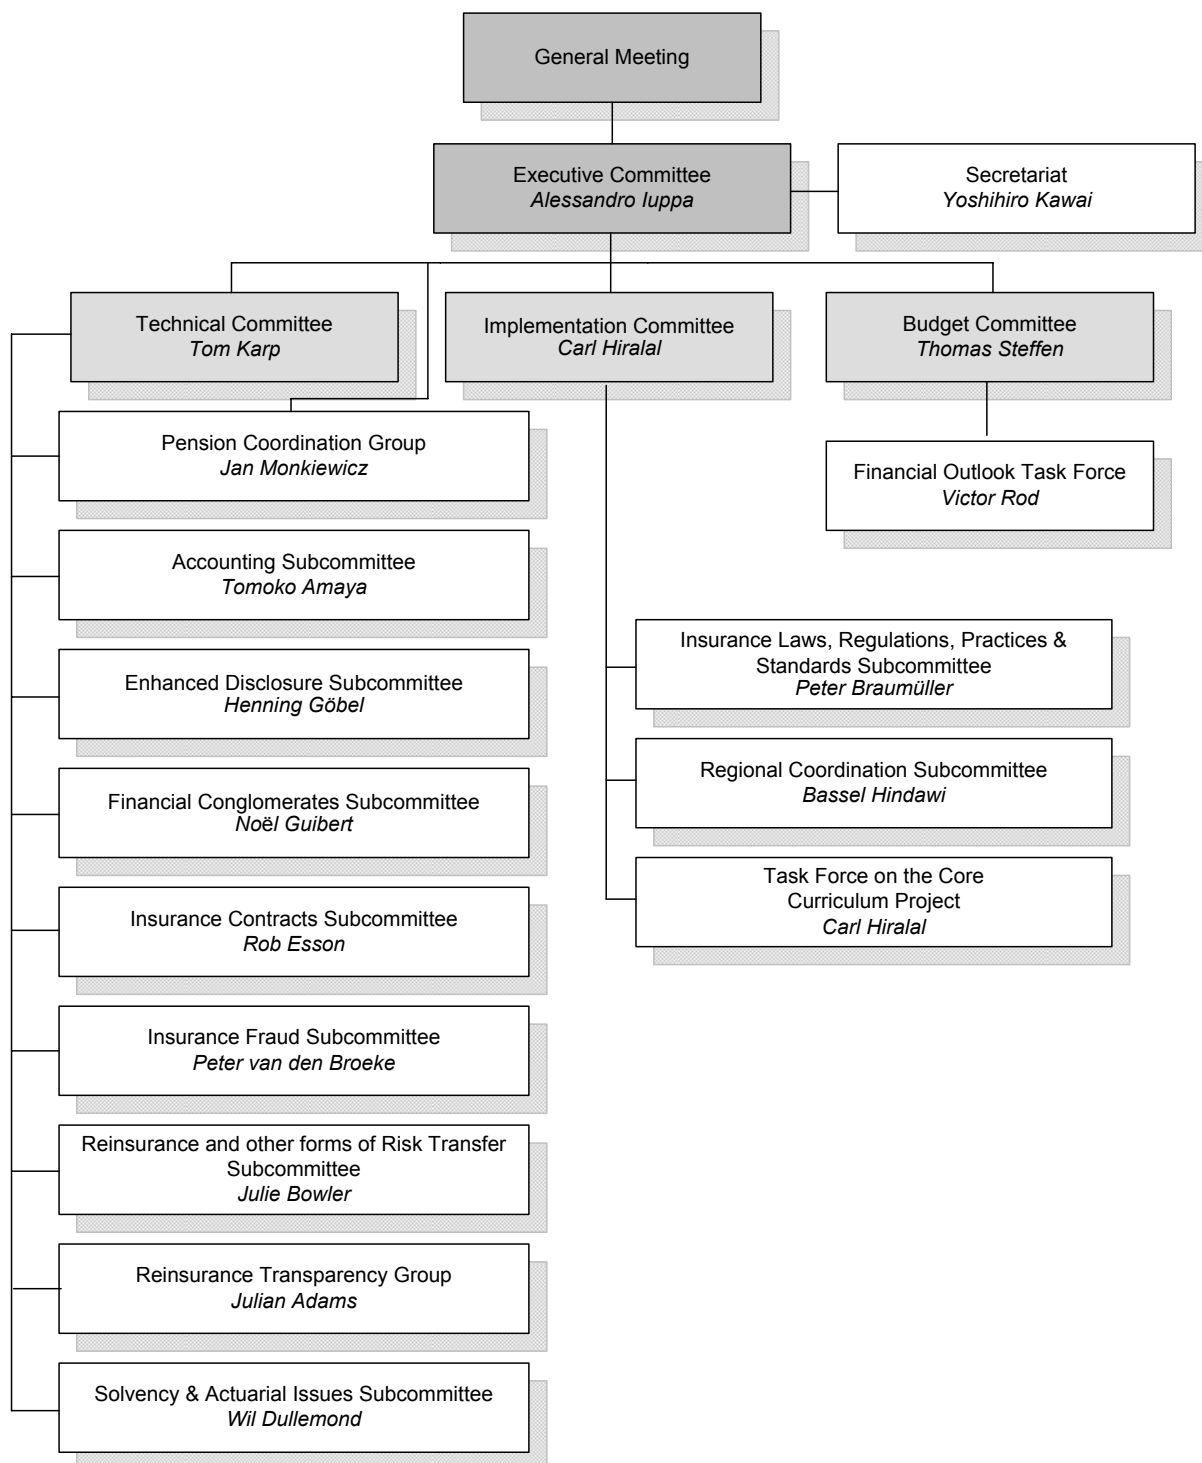 General Meeting
Executive Committee
Alessandro Iuppa
Secretariat
Yoshihiro Kawai
Technical Committee
Tom Karp
Implementation Committee
Carl Hiralal
Budget Committee
Thomas Steffen
Pension Coordination Group
Jan Monkiewicz
Financial Outlook Task Force
Victor Rod
Accounting Subcommittee
Tomoko Amaya
Enhanced Disclosure Subcommittee
Henning Göbel
Financial Conglomerates Subcommittee
Noël Guibert
Insurance Contracts Subcommittee
Rob Esson
Insurance Fraud Subcommittee
Peter van den Broeke
Reinsurance and other forms of Risk Transfer
Subcommittee
Julie Bowler
Reinsurance Transparency Group
Julian Adams
Solvency & Actuarial Issues Subcommittee
Wil Dullemond
Insurance Laws, Regulations, Practices &
Standards Subcommittee
Peter Braumüller
Regional Coordination Subcommittee
Bassel Hindawi
Task Force on the Core
Curriculum Project
Carl Hiralal